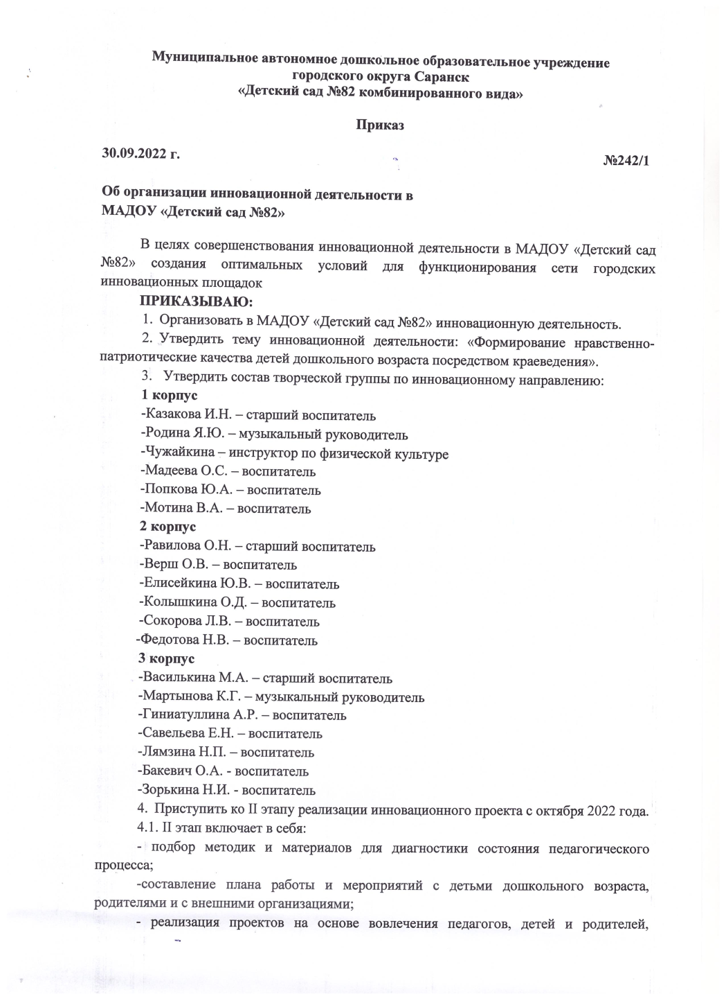 Муниципальное автономное дошкольное образовательное учреждение
городского округа Саранск
«Детский сад №82 комбинированного вида»
Приказ
30.09.2022 г.
№242/1
Об организации инновационной деятельности в
МАДОУ «Детский сад №82»
В целях совершенствования инновационной деятельности в МАДОУ «Детский сад
№82» создания оптимальных условий для функционирования сети городских
инновационных площадок
ПРИКАЗЫВАЮ:
1. Организовать в МАДОУ «Детский сад №82» инновационную деятельность.
2. Утвердить тему инновационной деятельности: «Формирование нравственно-
патриотические качества детей дошкольного возраста посредством краеведения».
3. Утвердить состав творческой группы по инновационному направлению:
1 корпус
-Казакова И.Н. – старший воспитатель
-Родина Я.Ю. – музыкальный руководитель
-Чужайкина – инструктор по физической культуре
-Мадеева О.С. – воспитатель
-Попкова Ю.А. – воспитатель
-Мотина В.А. – воспитатель
2 корпус
-Равилова О.Н. – старший воспитатель
-Верш О.В. – воспитатель
-Елисейкина Ю.В. – воспитатель
-Колышкина О.Д. – воспитатель
-Сокорова Л.В. – воспитатель
-Федотова Н.В. – воспитатель
3 корпус
-Василькина М.А. – старший воспитатель
-Мартынова К.Г. – музыкальный руководитель
-Гиниатуллина А.Р. – воспитатель
-Савельева Е.Н. – воспитатель
-Лямзина Н.П. – воспитатель
-Бакевич О.А. - воспитатель
-Зорькина Н.И. - воспитатель
4. Приступить ко II этапу реализации инновационного проекта с октября 2022 года.
4.1. II этап включает в себя:
- подбор методик и материалов для диагностики состояния педагогического
процесса;
-составление плана работы и мероприятий с детьми дошкольного возраста,
родителями и с внешними организациями;
- реализация проектов на основе вовлечения педагогов, детей и родителей,